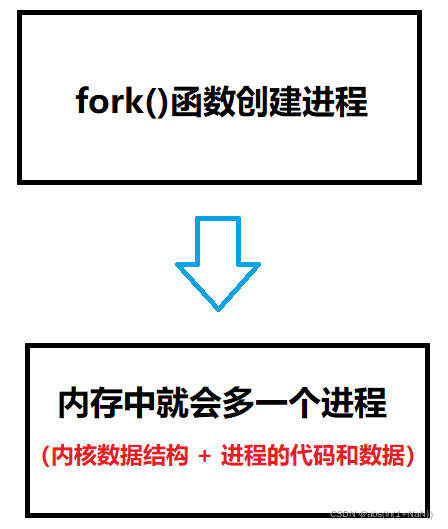 fork()函数创建进程
内存中就会多一个进程
(内核数据结构 + 进程的代码和数据)
CSDN @abs(ln(1+NaN))